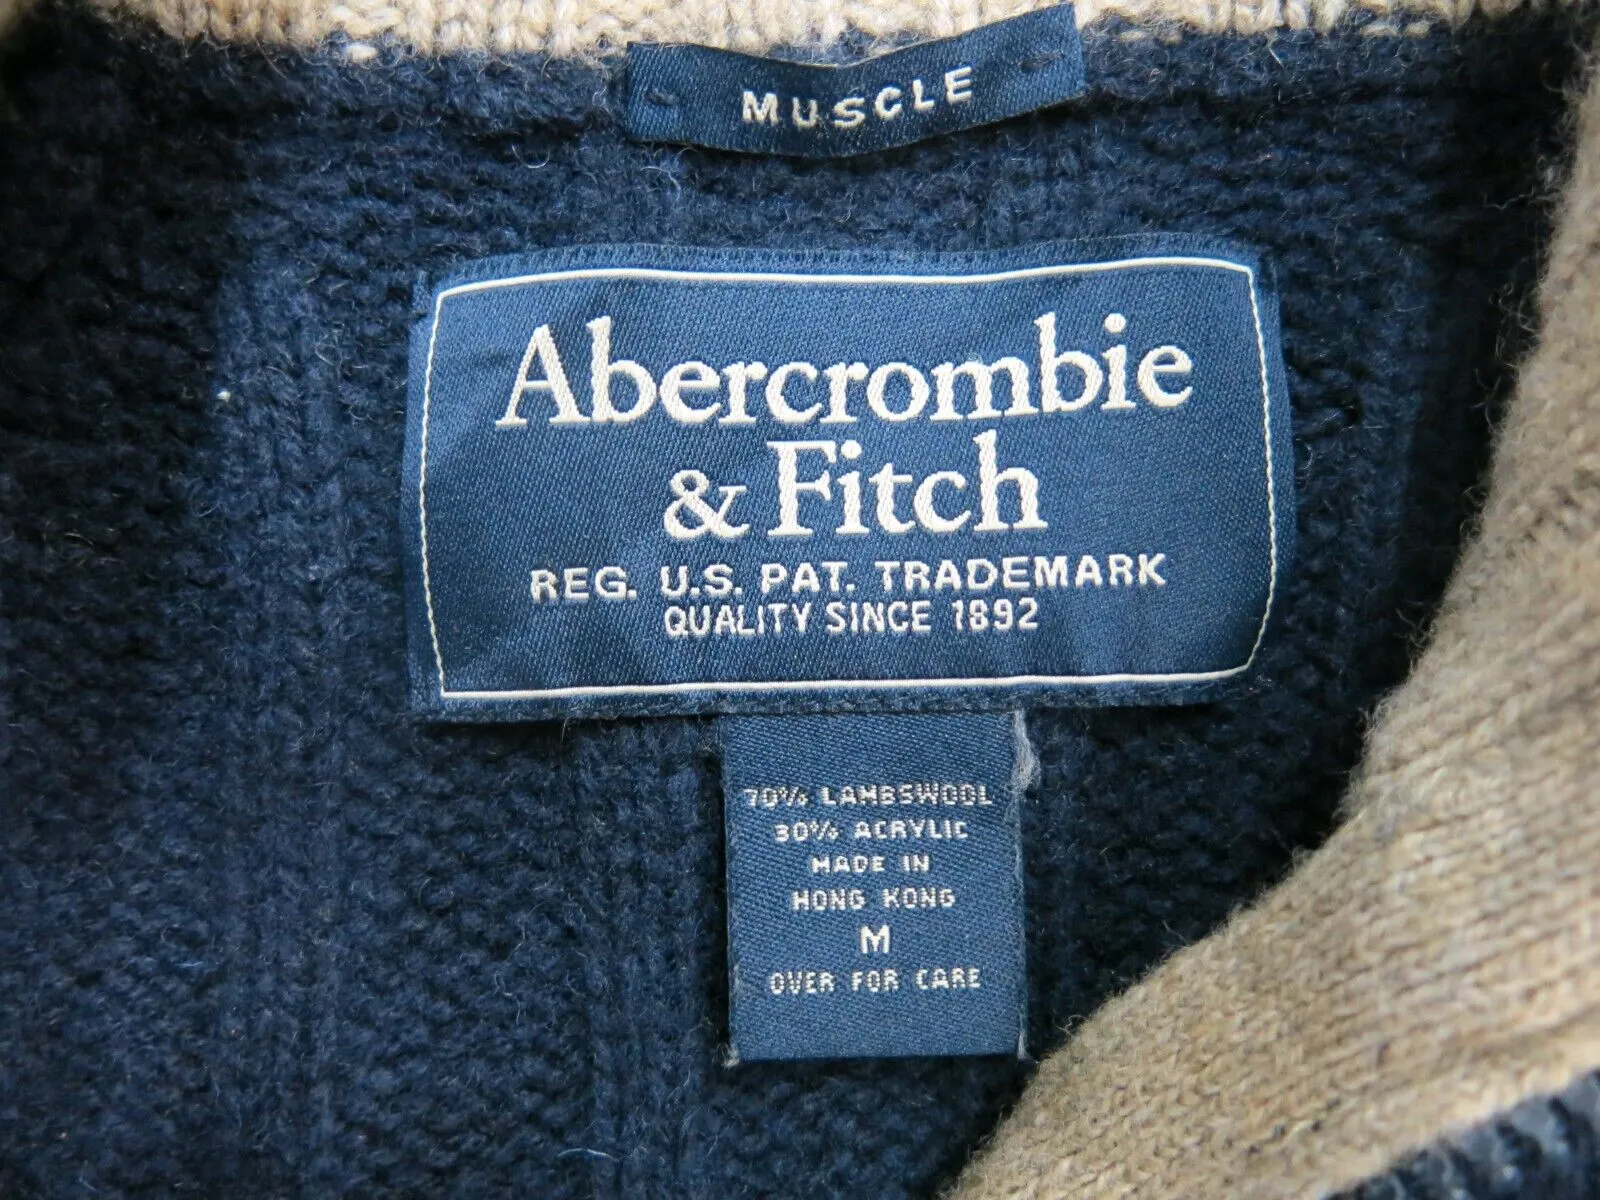 MUSCLE
Abercrombie
& Fitch
REG. U.S. PAT. TRADEMARK
QUALITY SINCE 1892
70% LAMBSWOOL
30% ACRYLIC
MADE IN
HONG KONG
M
OVER FOR CARE